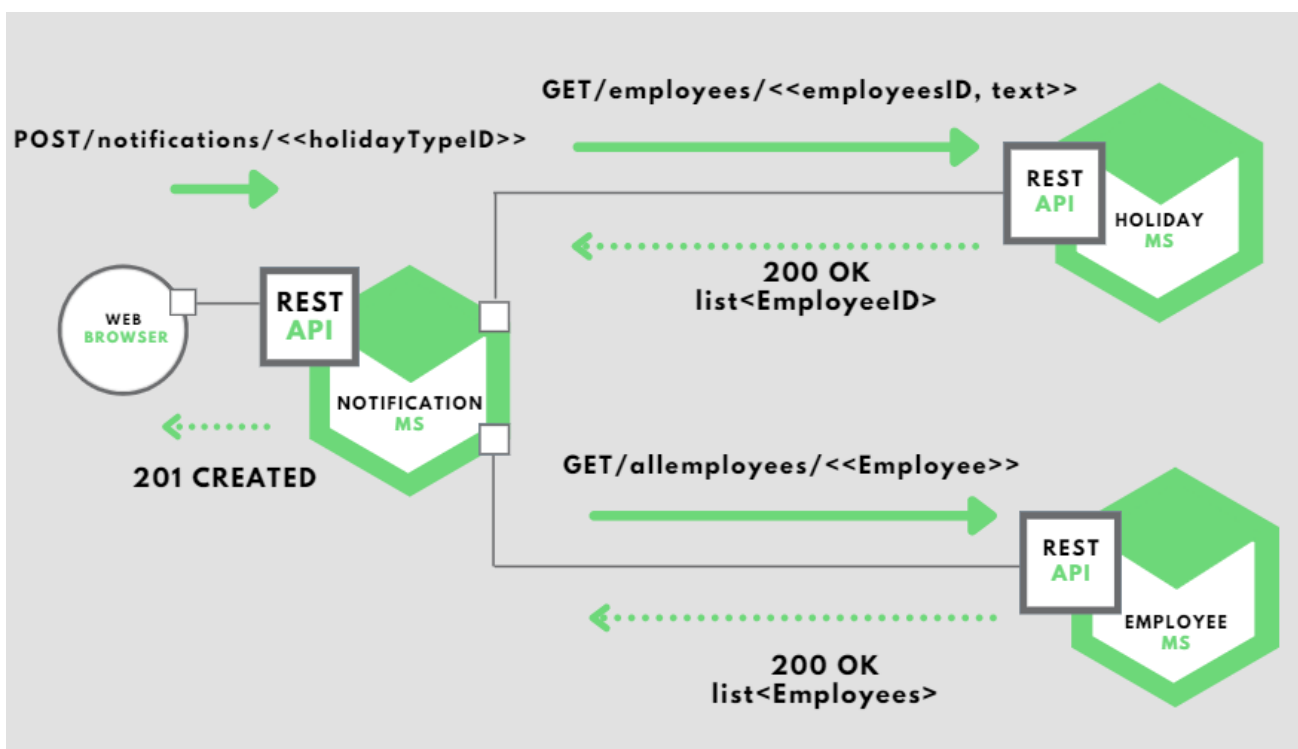 GET/employees/<<employeesID, text>>
POST/notifications/<<holidayTypeID>>
REST
API
HOLIDAY
MS
200 OK
list<EmployeeID>
WEB
BROWSER
REST
API
NOTIFICATION
MS
201 CREATED
GET/allemployees/<<Employee>>
REST
API
EMPLOYEE
MS
200 OK
list<Employees>